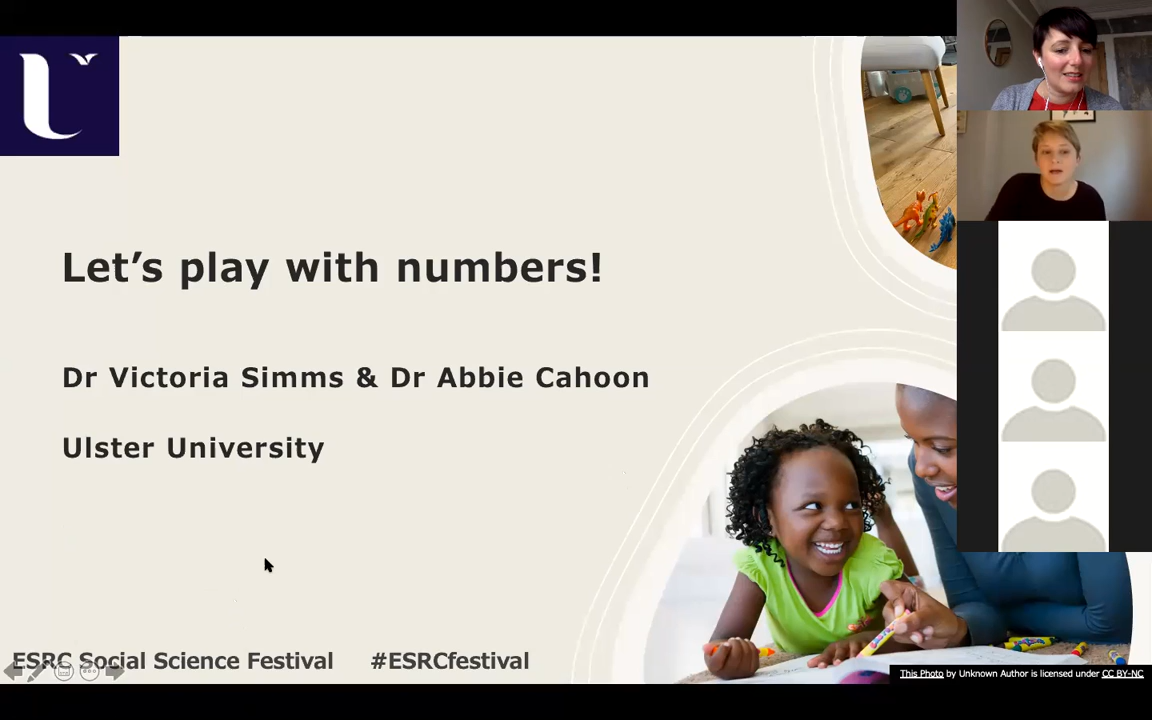 Let’s play with numbers!
Dr Victoria Simms & Dr Abbie Cahoon
Ulster University
ESRC Social Science Festival #ESRCfestival
This Photo by Unknown Author is licensed under CC BY-NC